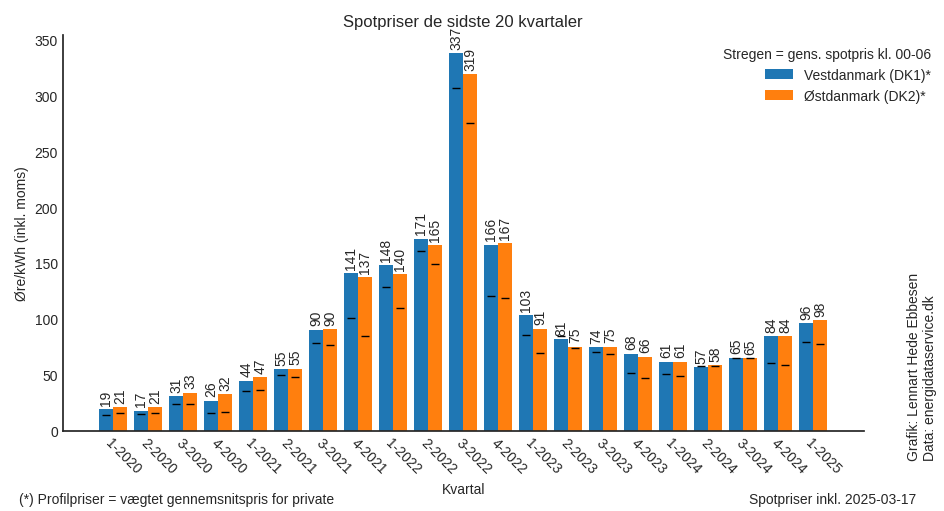 Spotpriser de sidste 20 kvartaler
Stregen = gens. spotpris kl. 00-06
Vestdanmark (DK1)*
Østdanmark (DK2)*
Øre/kWh (inkl. moms)
350
300
250
200
150
100
50
0
19 21 17 21 31 33 26 32 44 47 55 55 90 90 141 137 148 140 171 165 337 319 166 167 103 91 81 75 74 75 68 66 61 61 57 58 65 65 84 84 96 98
1-2020 2-2020 3-2020 4-2020 1-2021 2-2021 3-2021 4-2021 1-2022 2-2022 3-2022 4-2022 1-2023 2-2023 3-2023 4-2023 1-2024 2-2024 3-2024 4-2024 1-2025
Kvartal
Grafik: Lennart Hede Ebbesen
Data: energidataservice.dk
(*) Profilpriser = vægtet gennemsnitspris for private
Spotpriser inkl. 2025-03-17